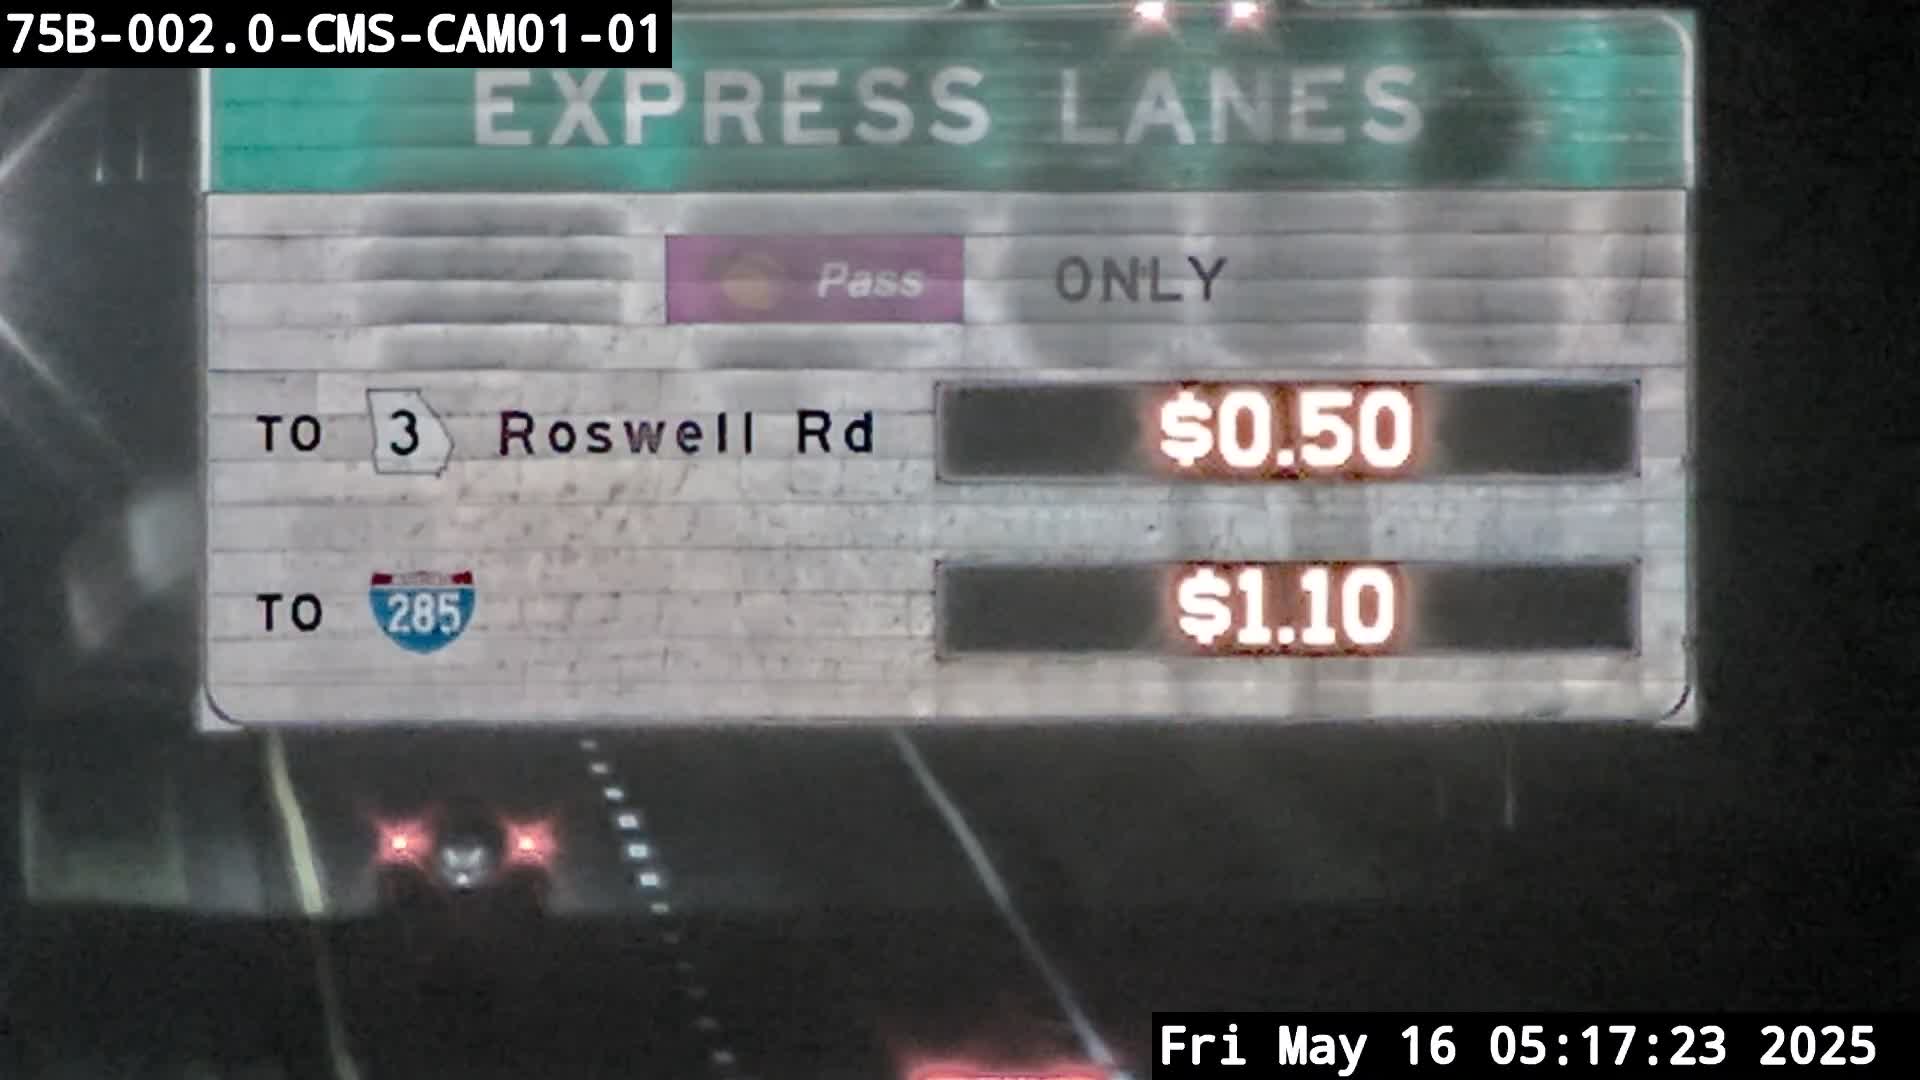 75B-002.0-CMS-CAM01-01
EXPRESS LANES
Pass ONLY
TO 3 Roswell Rd $0.50
TO 285 $1.10
Fri May 16 05:17:23 2025